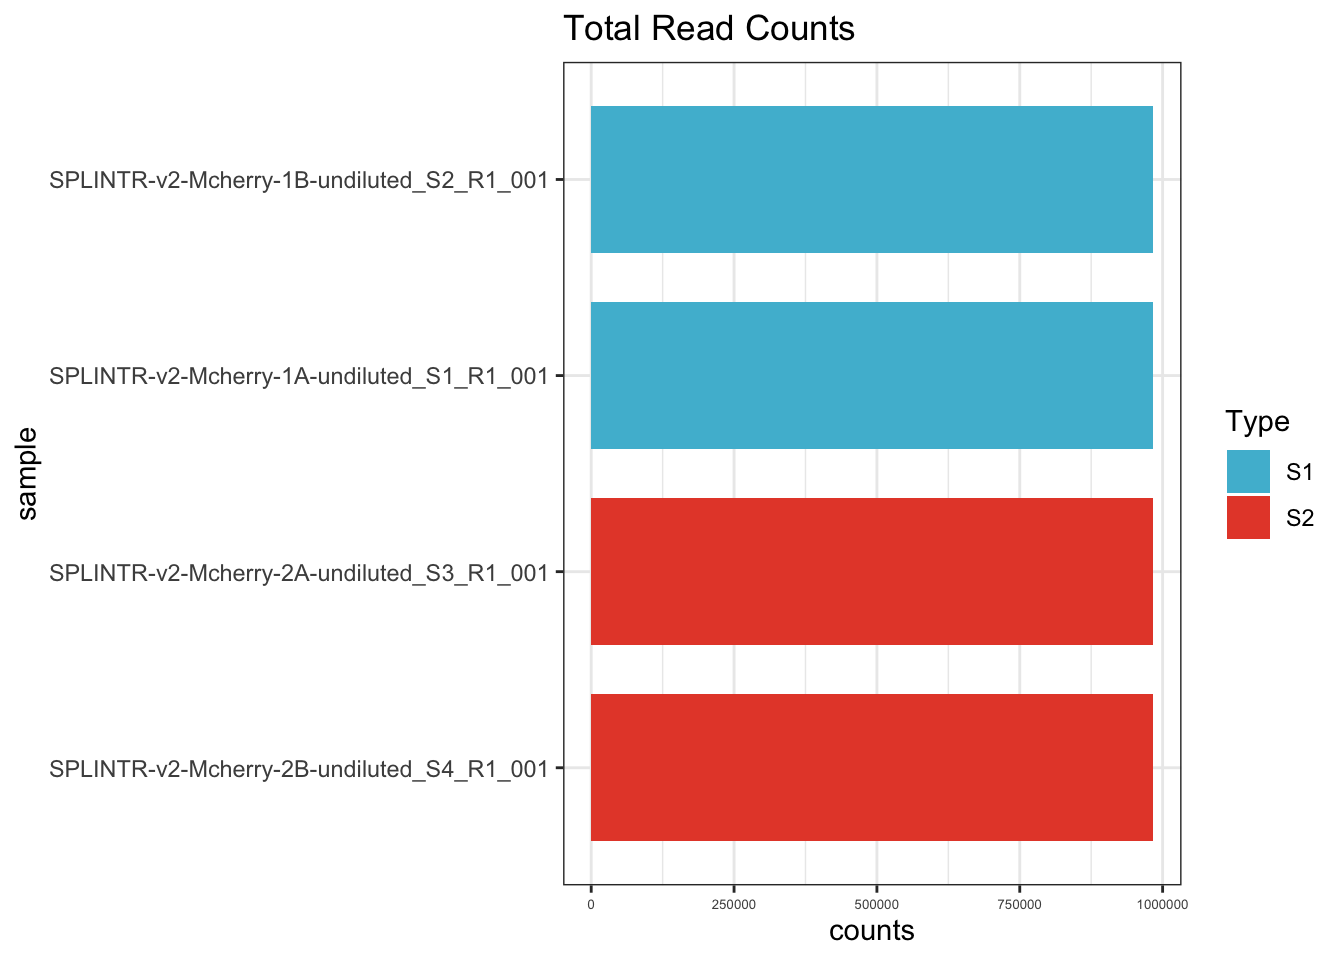 Total Read Counts
SPLINTR-v2-Mcherry-1B-undiluted_S2_R1_001
SPLINTR-v2-Mcherry-1A-undiluted_S1_R1_001
SPLINTR-v2-Mcherry-2A-undiluted_S3_R1_001
SPLINTR-v2-Mcherry-2B-undiluted_S4_R1_001
sample
0 250000 500000 750000 1000000
counts
Type
S1
S2